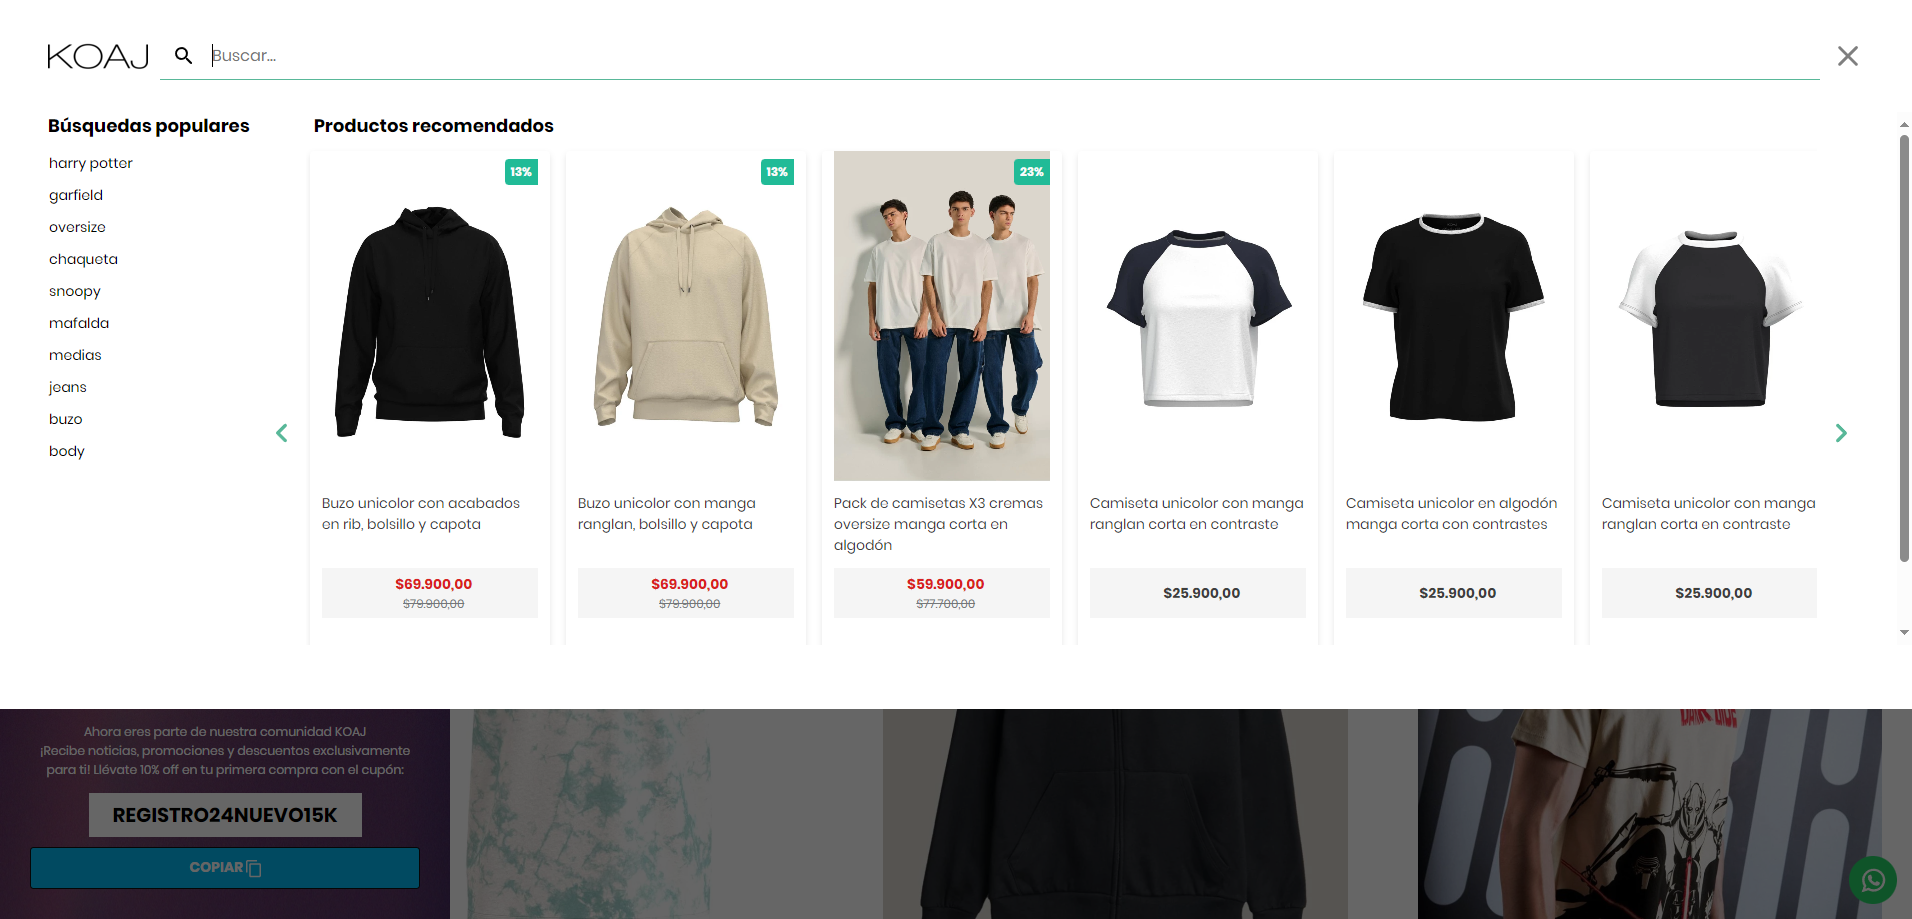 KOAJ
Buscar...
Búsquedas populares
harry potter
garfield
oversize
chaqueta
snoopy
mafalda
medias
jeans
buzo
body
Productos recomendados
13%
Buzo unicolor con acabados
en rib, bolsillo y capota
$69.900,00
$79.900,00
13%
Buzo unicolor con manga
ranglan, bolsillo y capota
$69.900,00
$79.900,00
23%
Pack de camisetas X3 cremas
oversize manga corta en
algodón
$59.900,00
$77.700,00
Camiseta unicolor con manga
ranglan corta en contraste
$25.900,00
Camiseta unicolor en algodón
manga corta con contrastes
$25.900,00
Camiseta unicolor con manga
ranglan corta en contraste
$25.900,00
Ahora eres parte de nuestra comunidad KOAJ
¡Recibe noticias, promociones y descuentos exclusivamente
para ti! Llévate 10% off en tu primera compra con el cupón:
REGISTRO24NUEVO15K
COPIAR